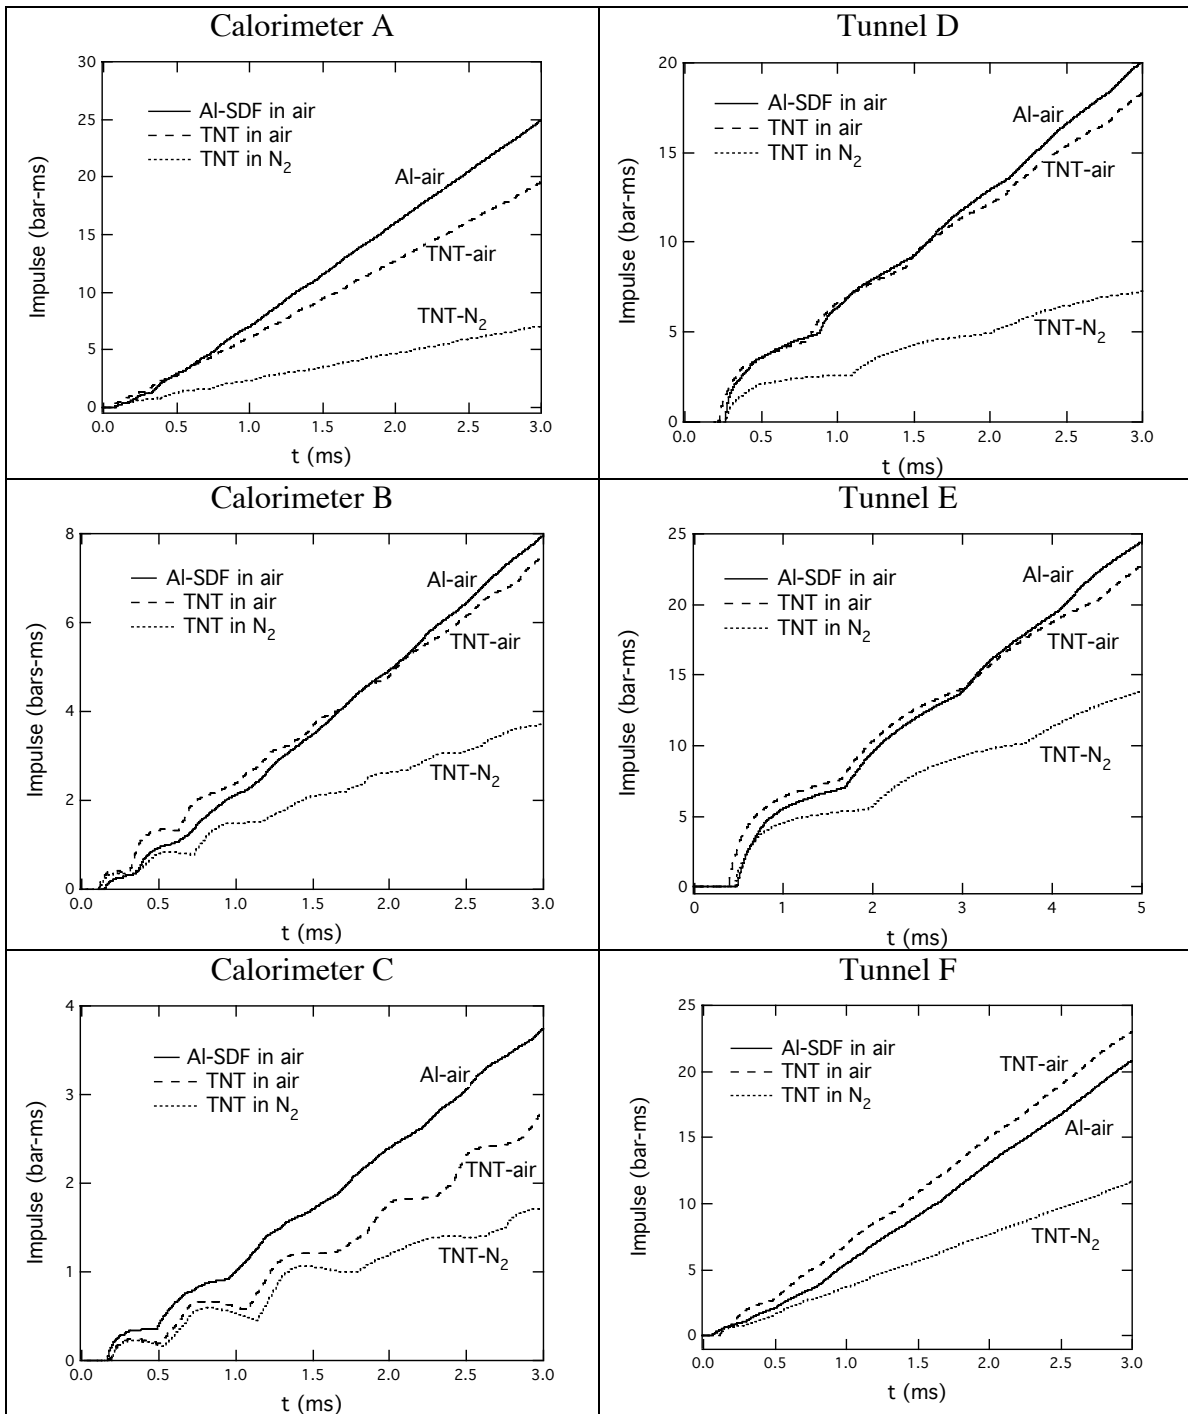 Calorimeter A
30
25
20
15
10
5
0
Impulse (bar-ms)
Al-SDF in air
TNT in air
TNT in N2
Al-air
TNT-air
TNT-N2
0.0 0.5 1.0 1.5 2.0 2.5 3.0
t (ms)
Tunnel D
20
15
10
5
0
Impulse (bar-ms)
Al-SDF in air
TNT in air
TNT in N2
Al-air
TNT-air
TNT-N2
0.0 0.5 1.0 1.5 2.0 2.5 3.0
t (ms)
Calorimeter B
8
6
4
2
0
Impulse (bars-ms)
Al-SDF in air
TNT in air
TNT in N2
Al-air
TNT-air
TNT-N2
0.0 0.5 1.0 1.5 2.0 2.5 3.0
t (ms)
Tunnel E
25
20
15
10
5
0
Impulse (bar-ms)
Al-SDF in air
TNT in air
TNT in N2
Al-air
TNT-air
TNT-N2
0 1 2 3 4 5
t (ms)
Calorimeter C
4
3
2
1
0
Impulse (bar-ms)
Al-SDF in air
TNT in air
TNT in N2
Al-air
TNT-air
TNT-N2
0.0 0.5 1.0 1.5 2.0 2.5 3.0
t (ms)
Tunnel F
25
20
15
10
5
0
Impulse (bar-ms)
Al-SDF in air
TNT in air
TNT in N2
TNT-air
Al-air
TNT-N2
0.0 0.5 1.0 1.5 2.0 2.5 3.0
t (ms)